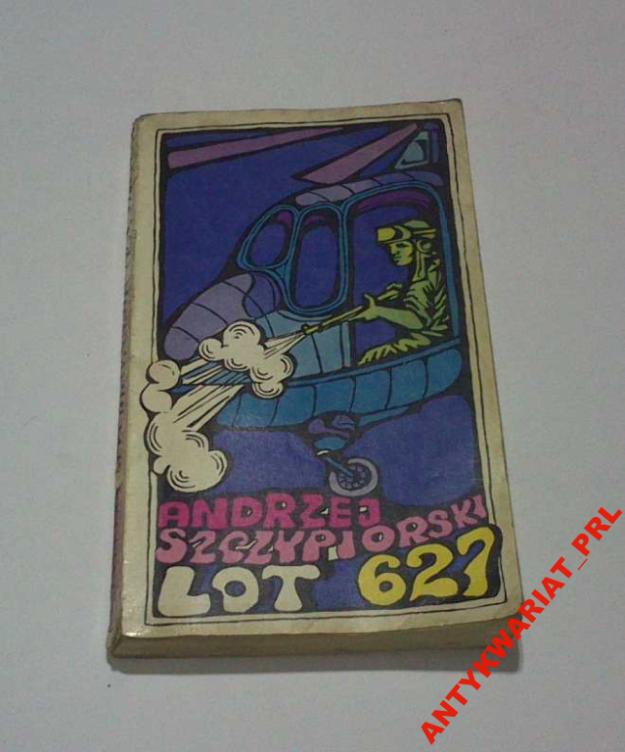 ANDRZEJ
SZCZYPIORSKI
LOT 627
ANTYKWARIAT_PRL